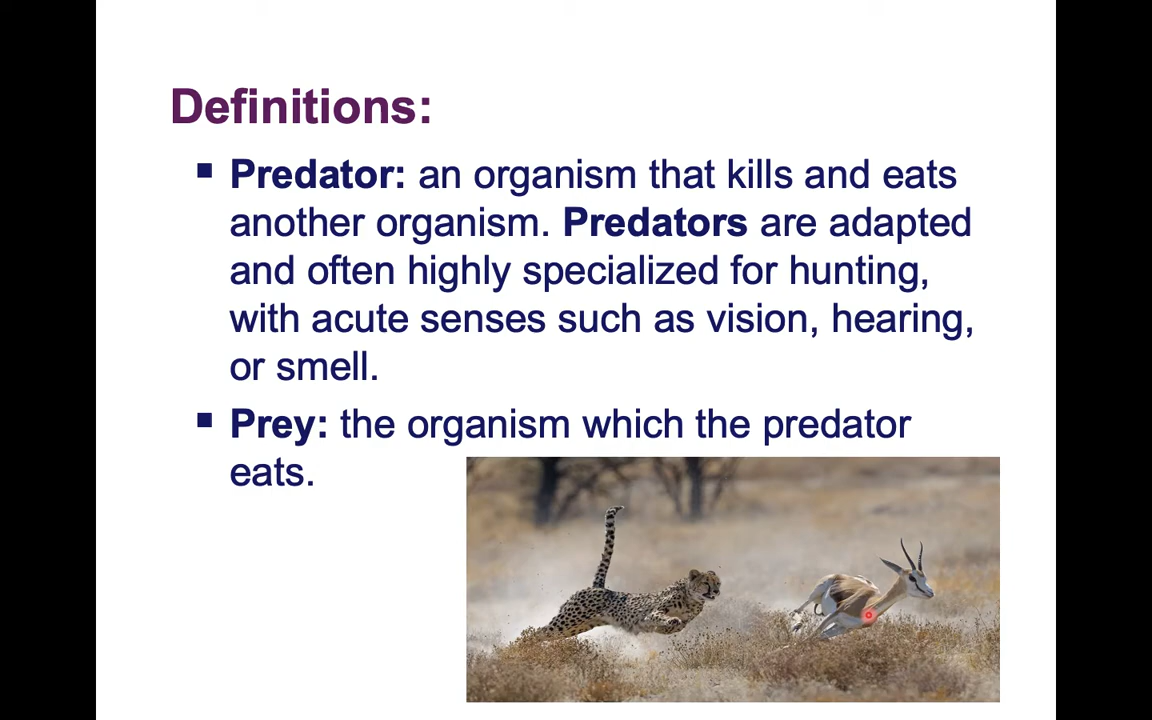 Definitions:
▪ Predator: an organism that kills and eats
another organism. Predators are adapted
and often highly specialized for hunting,
with acute senses such as vision, hearing,
or smell.
▪ Prey: the organism which the predator
eats.